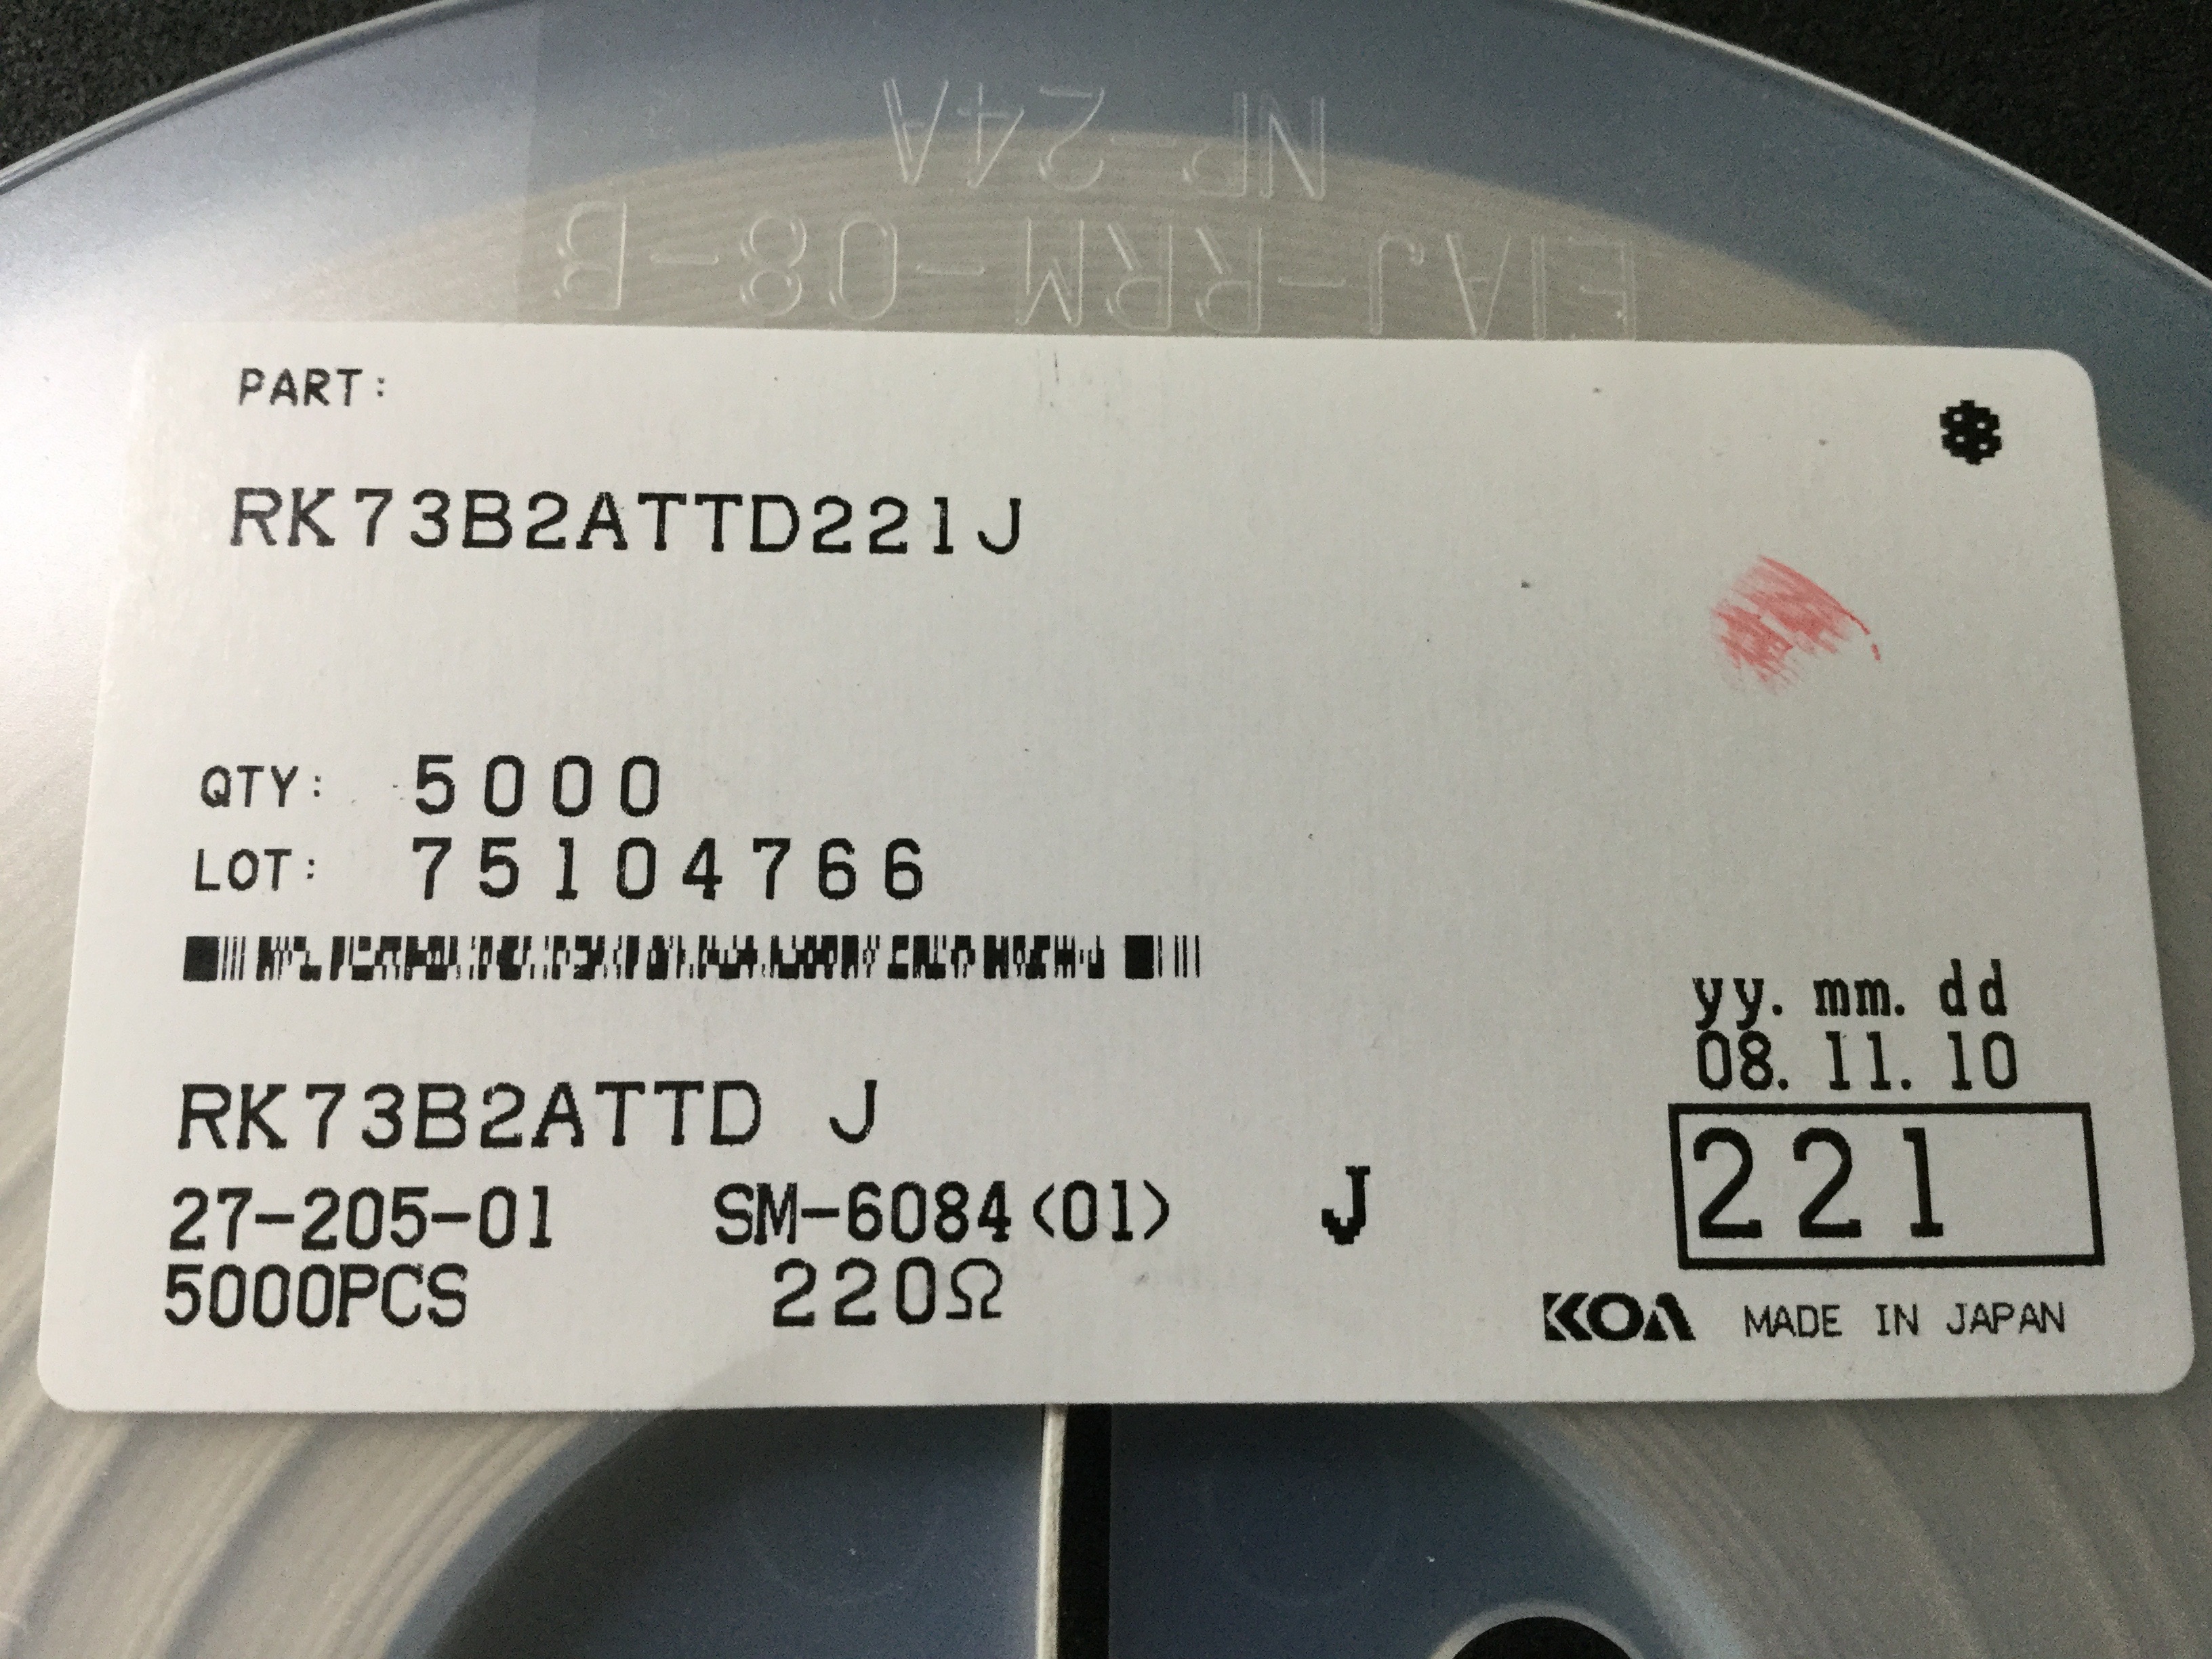 NP-24A
EIAJ-RRM-08-B
PART:
RK73B2ATTD221J
QTY: 5000
LOT: 75104766
yy. mm. dd
08. 11. 10
RK73B2ATTD J
221
27-205-01 SM-6084<01> J
5000PCS 220Ω
KOA MADE IN JAPAN